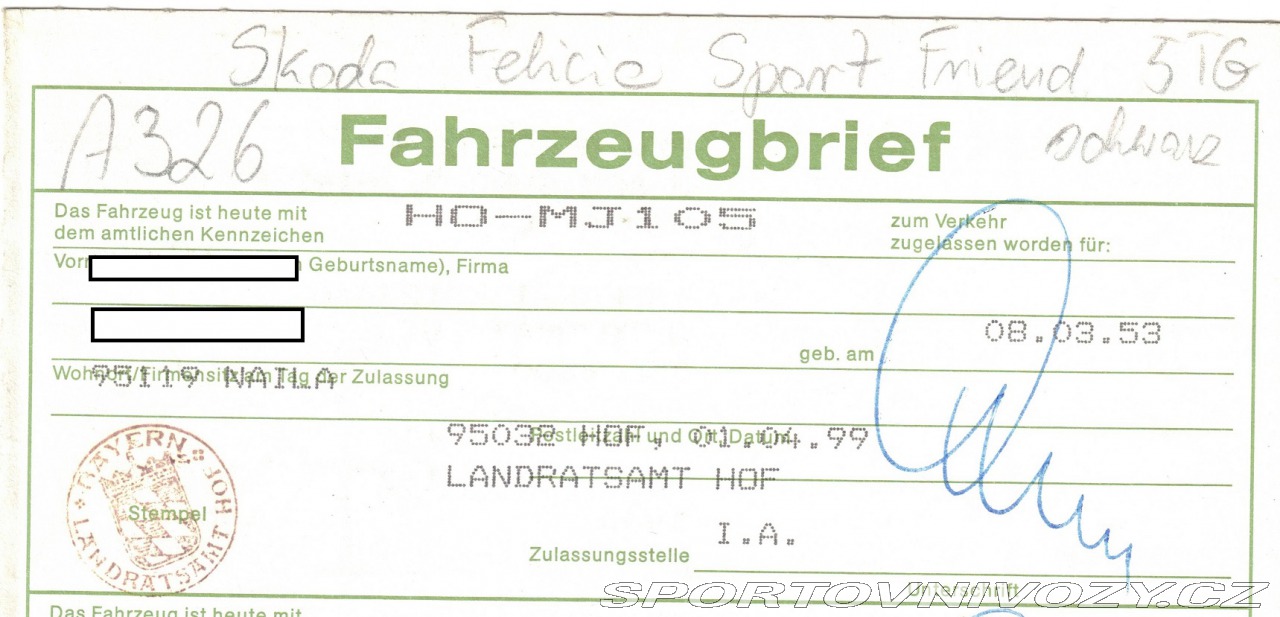 Skoda Felicia Sport Friend 5TG
A326 Fahrzeugbrief schwarz
Das Fahrzeug ist heute mit
dem amtlichen Kennzeichen
HO-MJ105
zum Verkehr
zugelassen worden für:
Geburtsname), Firma
geb. am 08.03.53
95119 NAILA
Wohnort/Firmensitz am Tag der Zulassung
95032 HOF, 01.04.99
Postleitzahl und Ort, Datum
LANDRATSAMT HOF
BAYERN
LANDRATSAMT HOF
Stempel
I.A.
Zulassungsstelle
Unterschrift
SPORTOVNIVOZY.CZ
Das Fahrzeug ist heute mit